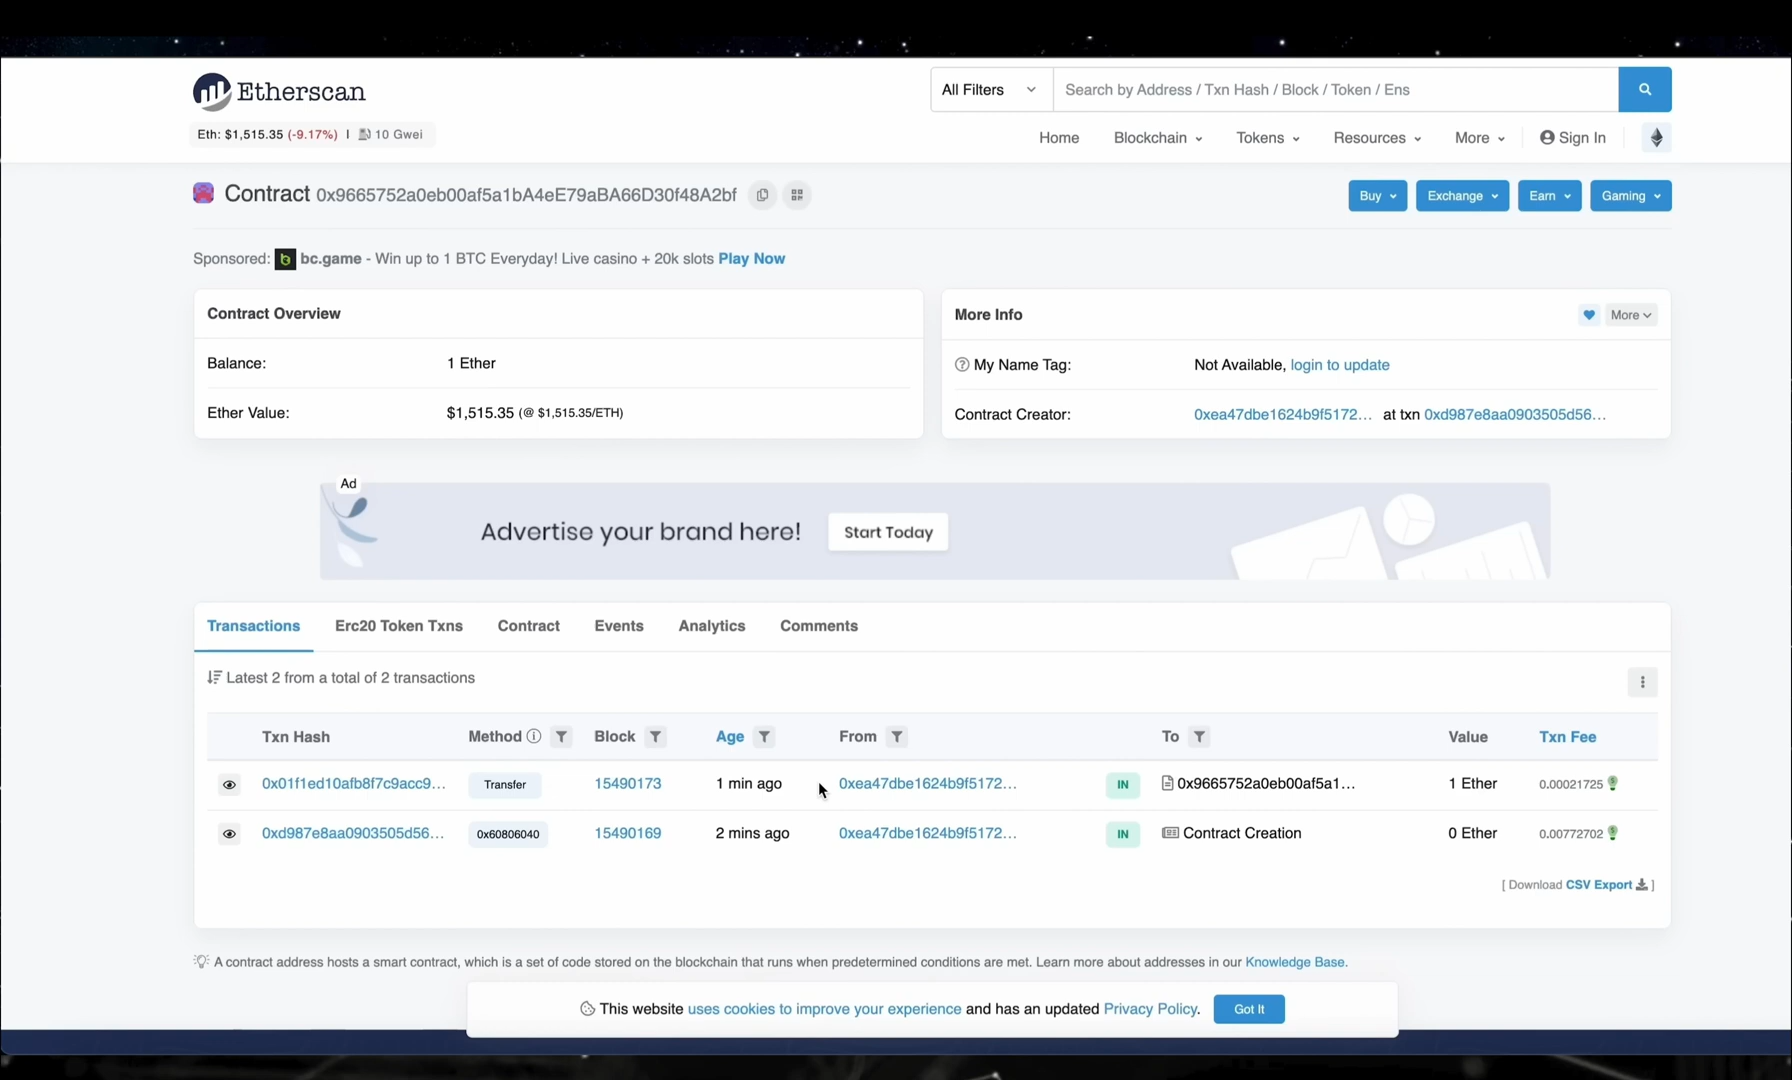 Etherscan
All Filters
Search by Address / Txn Hash / Block / Token / Ens
Eth: $1,515.35 (-9.17%) | 10 Gwei
Home Blockchain Tokens Resources More Sign In
Contract 0x9665752a0eb00af5a1bA4eE79aBA66D30f48A2bf
Buy Exchange Earn Gaming
Sponsored: bc.game - Win up to 1 BTC Everyday! Live casino + 20k slots Play Now
Contract Overview
Balance: 1 Ether
Ether Value: $1,515.35 (@ $1,515.35/ETH)
More Info
More
My Name Tag: Not Available, login to update
Contract Creator: 0xea47dbe1624b9f5172... at txn 0xd987e8aa0903505d56...
Ad
Advertise your brand here! Start Today
Transactions Erc20 Token Txns Contract Events Analytics Comments
Latest 2 from a total of 2 transactions
Txn Hash Method Block Age From To Value Txn Fee
0x01f1ed10afb8f7c9acc9... Transfer 15490173 1 min ago 0xea47dbe1624b9f5172... IN 0x9665752a0eb00af5a1... 1 Ether 0.00021725
0xd987e8aa0903505d56... 0x60806040 15490169 2 mins ago 0xea47dbe1624b9f5172... IN Contract Creation 0 Ether 0.00772702
[ Download CSV Export ]
A contract address hosts a smart contract, which is a set of code stored on the blockchain that runs when predetermined conditions are met. Learn more about addresses in our Knowledge Base.
This website uses cookies to improve your experience and has an updated Privacy Policy. Got It